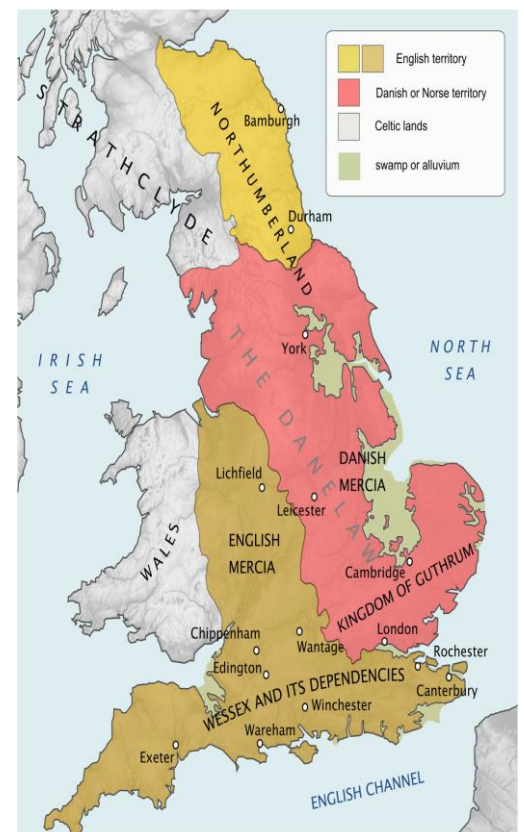 English territory
Danish or Norse territory
Celtic lands
swamp or alluvium
STRATHCLYDE
NORTHUMBERLAND
Bamburgh
Durham
IRISH
SEA
NORTH
SEA
York
THE DANELAW
DANISH
MERCIA
Lichfield
Leicester
ENGLISH
MERCIA
WALES
Cambridge
KINGDOM OF GUTHRUM
Chippenham
Wantage
London
Rochester
Edington
WESSEX AND ITS DEPENDENCIES
Canterbury
Winchester
Wareham
Exeter
ENGLISH CHANNEL